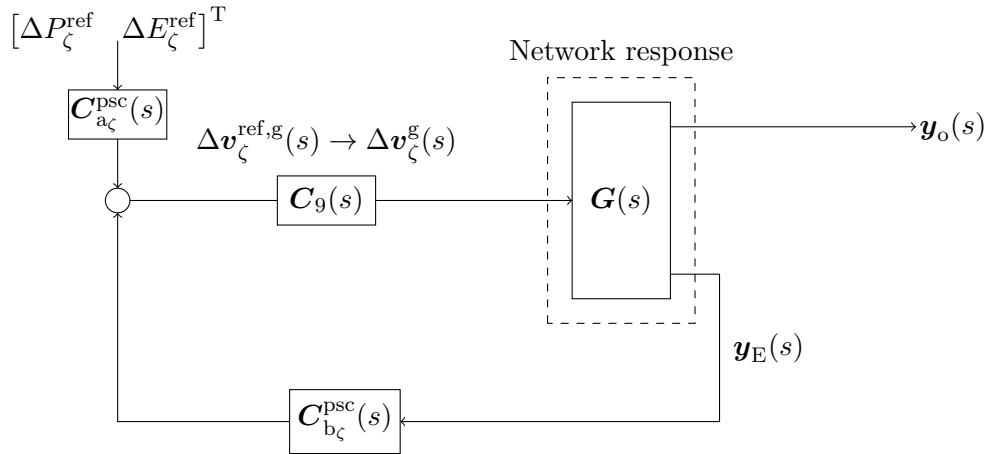 [ΔP_ζ^ref ΔE_ζ^ref]^T
Network response
C_{a_ζ}^psc(s)
Δv_ζ^{ref,g}(s) → Δv_ζ^g(s)
y_o(s)
C_9(s)
G(s)
y_E(s)
C_{b_ζ}^psc(s)